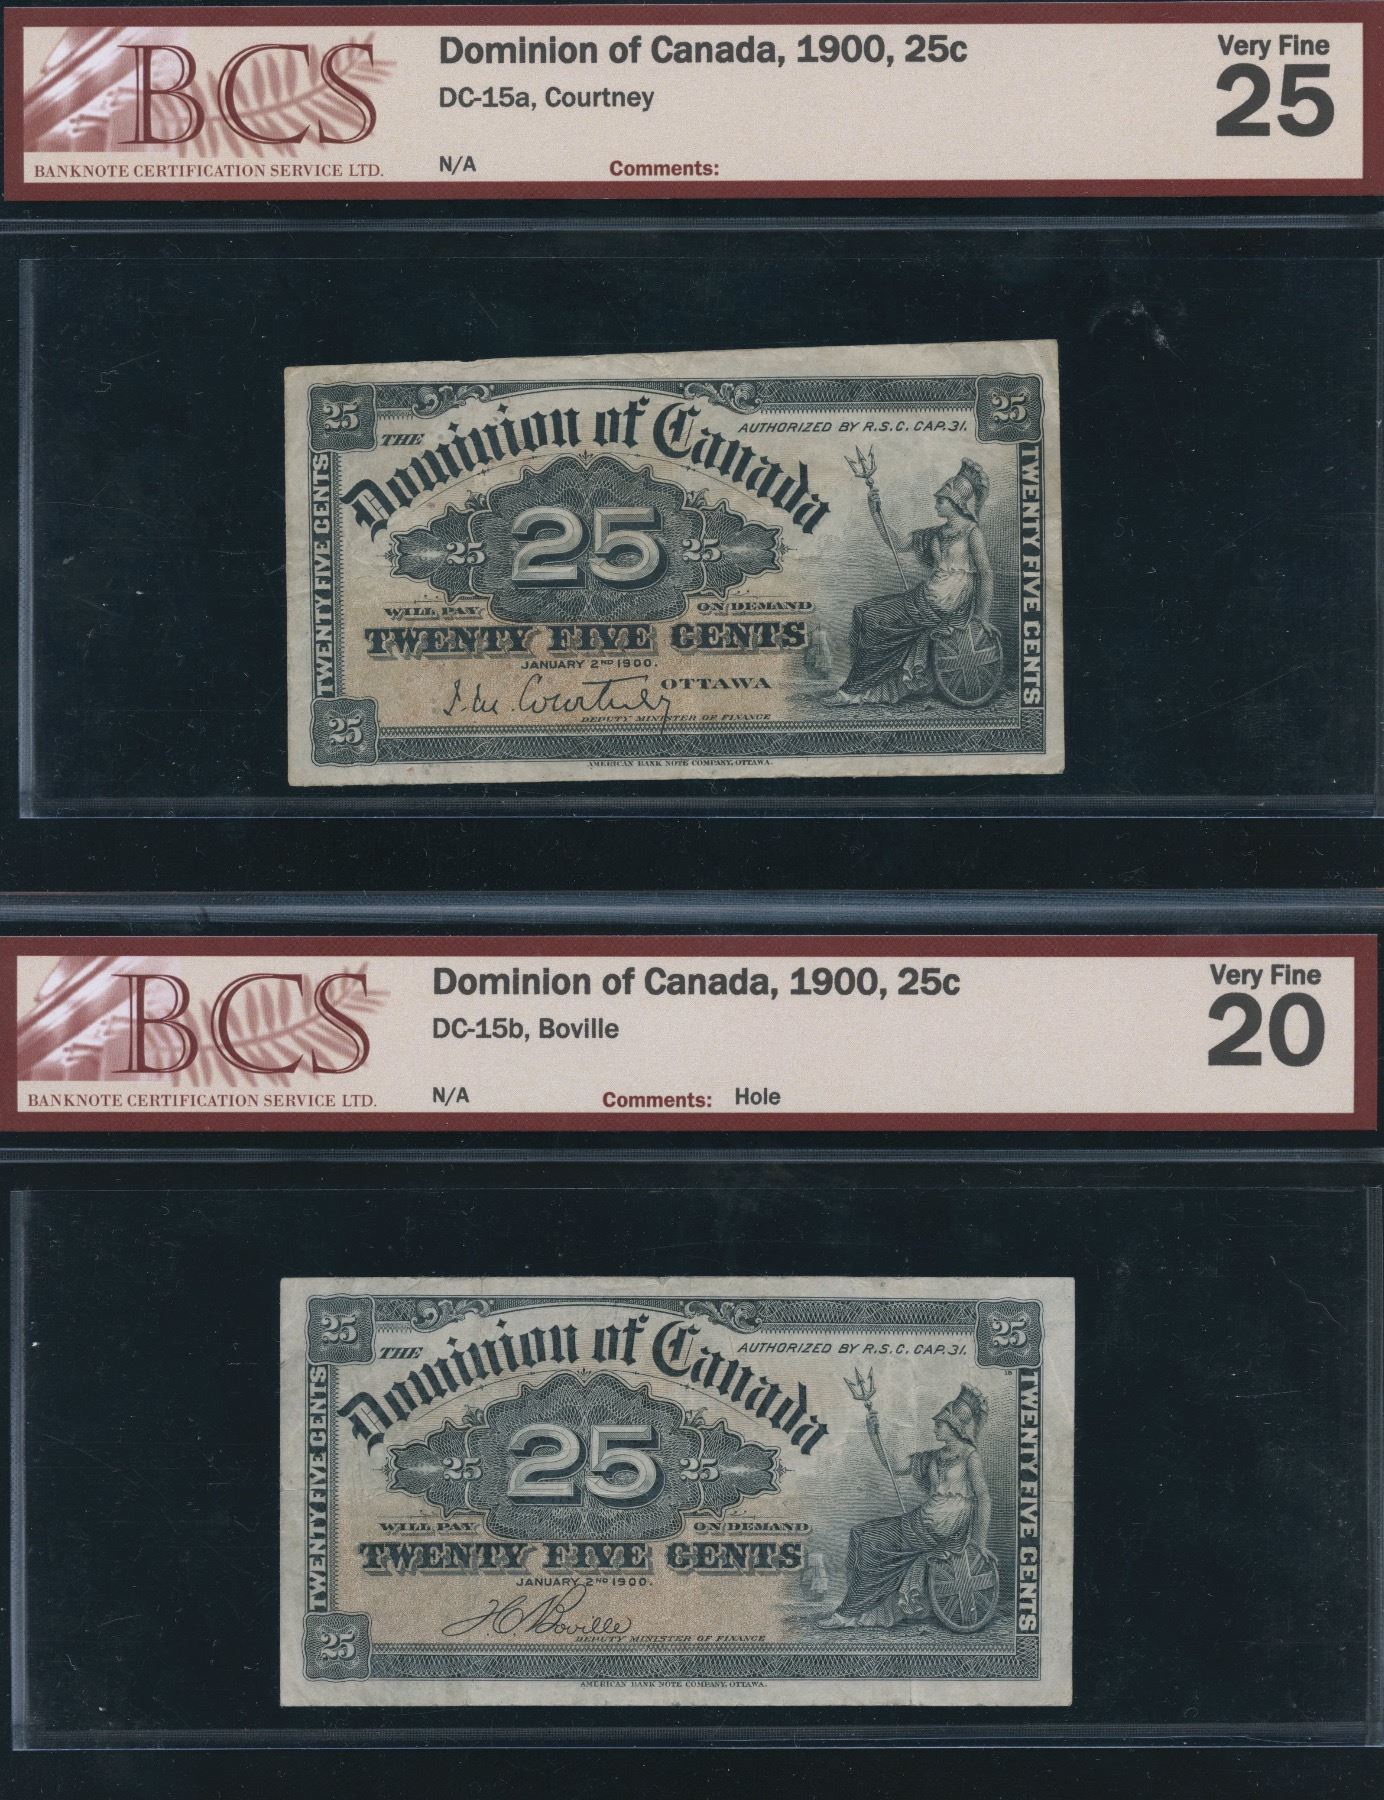 BCS
BANKNOTE CERTIFICATION SERVICE LTD.
Dominion of Canada, 1900, 25c
DC-15a, Courtney
N/A
Comments:
Very Fine
25
25
25
THE
Dominion of Canada
AUTHORIZED BY R.S.C. CAP. 31.
TWENTY FIVE CENTS
TWENTY FIVE CENTS
25
25
25
WILL PAY
ON DEMAND
TWENTY FIVE CENTS
JANUARY 2ND 1900.
J.M. Courtney
OTTAWA
DEPUTY MINISTER OF FINANCE
25
AMERICAN BANK NOTE COMPANY, OTTAWA.
BCS
BANKNOTE CERTIFICATION SERVICE LTD.
Dominion of Canada, 1900, 25c
DC-15b, Boville
N/A
Comments: Hole
Very Fine
20
25
25
THE
Dominion of Canada
AUTHORIZED BY R.S.C. CAP. 31.
TWENTY FIVE CENTS
TWENTY FIVE CENTS
25
25
25
WILL PAY
ON DEMAND
TWENTY FIVE CENTS
JANUARY 2ND 1900.
Boville
DEPUTY MINISTER OF FINANCE
25
AMERICAN BANK NOTE COMPANY, OTTAWA.